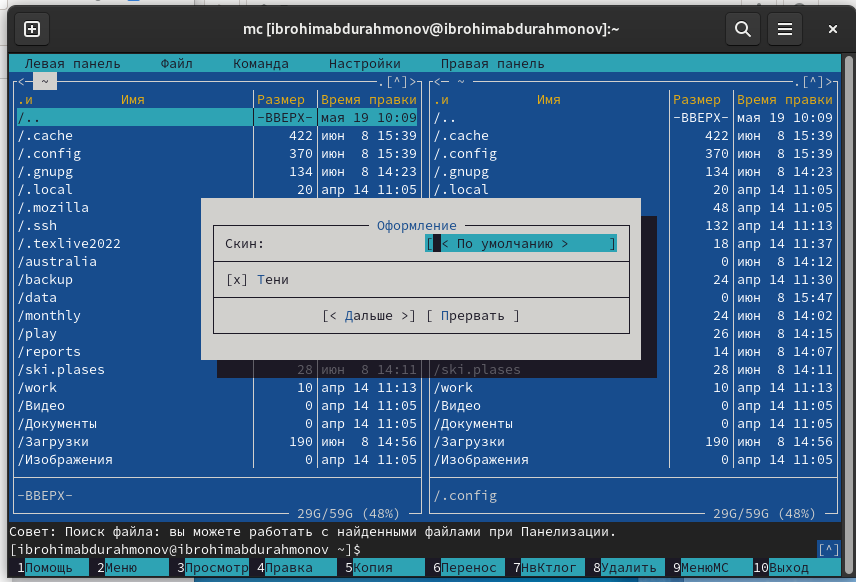 mc [ibrohimabdurahmonov@ibrohimabdurahmonov]:~
Левая панель Файл Команда Настройки Правая панель
<─ ~ .[^]> <─ ~ .[^]>
.и Имя Размер Время правки .и Имя Размер Время правки
/.. -ВВЕРХ- мая 19 10:09 /.. -ВВЕРХ- мая 19 10:09
/.cache 422 июн 8 15:39 /.cache 422 июн 8 15:39
/.config 370 июн 8 15:39 /.config 370 июн 8 15:39
/.gnupg 134 июн 8 14:23 /.gnupg 134 июн 8 14:23
/.local 20 апр 14 11:05 /.local 20 апр 14 11:05
/.mozilla 48 апр 14 11:05
/.ssh Оформление 132 апр 14 11:13
/.texlive2022 Скин: [ < По умолчанию > ] 18 апр 14 11:37
/australia 0 июн 8 14:12
/backup [x] Тени 24 апр 14 11:30
/data 0 июн 8 15:47
/monthly [< Дальше >] [ Прервать ] 24 июн 8 14:02
/play 26 июн 8 14:15
/reports 14 июн 8 14:07
/ski.plases 28 июн 8 14:11 /ski.plases 28 июн 8 14:11
/work 10 апр 14 11:13 /work 10 апр 14 11:13
/Видео 0 апр 14 11:05 /Видео 0 апр 14 11:05
/Документы 0 апр 14 11:05 /Документы 0 апр 14 11:05
/Загрузки 190 июн 8 14:56 /Загрузки 190 июн 8 14:56
/Изображения 0 апр 14 11:05 /Изображения 0 апр 14 11:05
-ВВЕРХ- /.config
29G/59G (48%) 29G/59G (48%)
Совет: Поиск файла: вы можете работать с найденными файлами при Панелизации.
[ibrohimabdurahmonov@ibrohimabdurahmonov ~]$ [^]
1Помощь 2Меню 3Просмотр 4Правка 5Копия 6Перенос 7НвКтлог 8Удалить 9МенюМС 10Выход